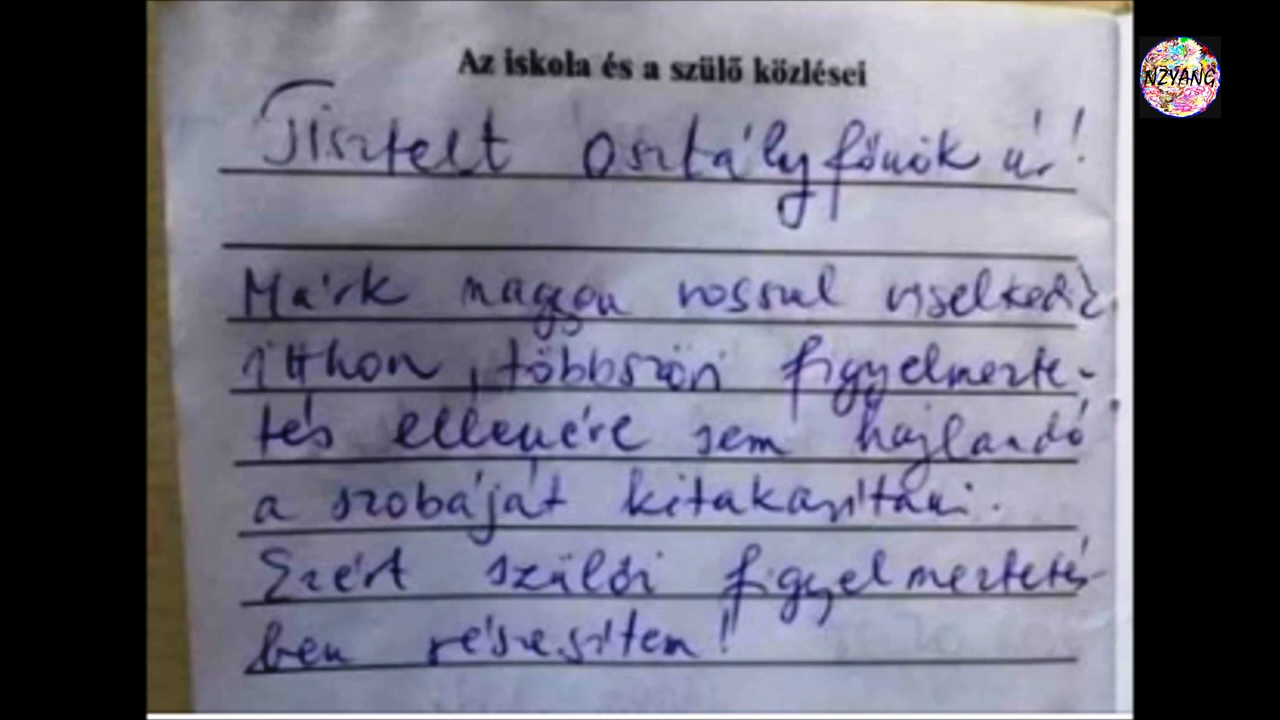 Az iskola és a szülő közlései
NZYANG
Tisztelt osztályfőnök úr!
Márk nagyon rosszul viselkedik
itthon, többszöri figyelmezte-
tés ellenére sem hajlandó
a szobáját kitakarítani.
Ezért szülői figyelmeztetés-
ben részesítem!